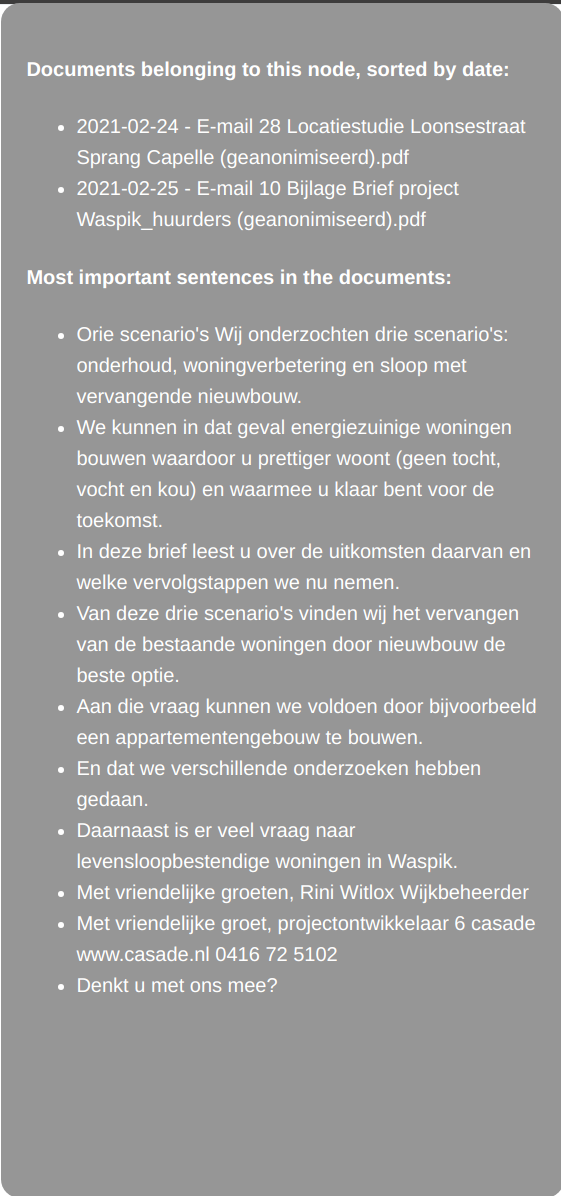 Documents belonging to this node, sorted by date:
• 2021-02-24 - E-mail 28 Locatiestudie Loonsestraat
Sprang Capelle (geanonimiseerd).pdf
• 2021-02-25 - E-mail 10 Bijlage Brief project
Waspik_huurders (geanonimiseerd).pdf
Most important sentences in the documents:
• Orie scenario's Wij onderzochten drie scenario's:
onderhoud, woningverbetering en sloop met
vervangende nieuwbouw.
• We kunnen in dat geval energiezuinige woningen
bouwen waardoor u prettiger woont (geen tocht,
vocht en kou) en waarmee u klaar bent voor de
toekomst.
• In deze brief leest u over de uitkomsten daarvan en
welke vervolgstappen we nu nemen.
• Van deze drie scenario's vinden wij het vervangen
van de bestaande woningen door nieuwbouw de
beste optie.
• Aan die vraag kunnen we voldoen door bijvoorbeeld
een appartementengebouw te bouwen.
• En dat we verschillende onderzoeken hebben
gedaan.
• Daarnaast is er veel vraag naar
levensloopbestendige woningen in Waspik.
• Met vriendelijke groeten, Rini Witlox Wijkbeheerder
• Met vriendelijke groet, projectontwikkelaar 6 casade
www.casade.nl 0416 72 5102
• Denkt u met ons mee?